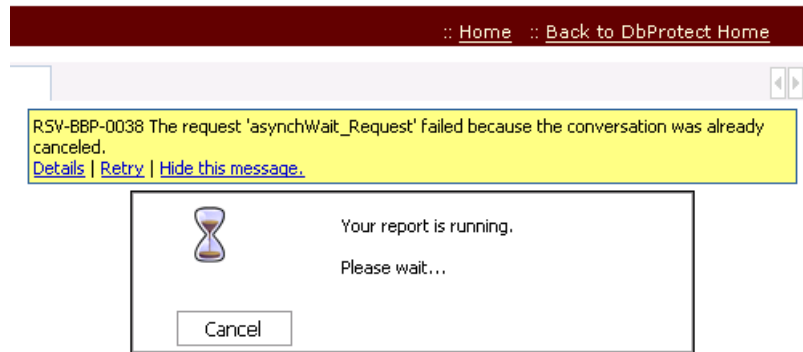 :: Home :: Back to DbProtect Home
RSV-BBP-0038 The request 'asynchWait_Request' failed because the conversation was already
canceled.
Details | Retry | Hide this message.
Your report is running.
Please wait...
Cancel